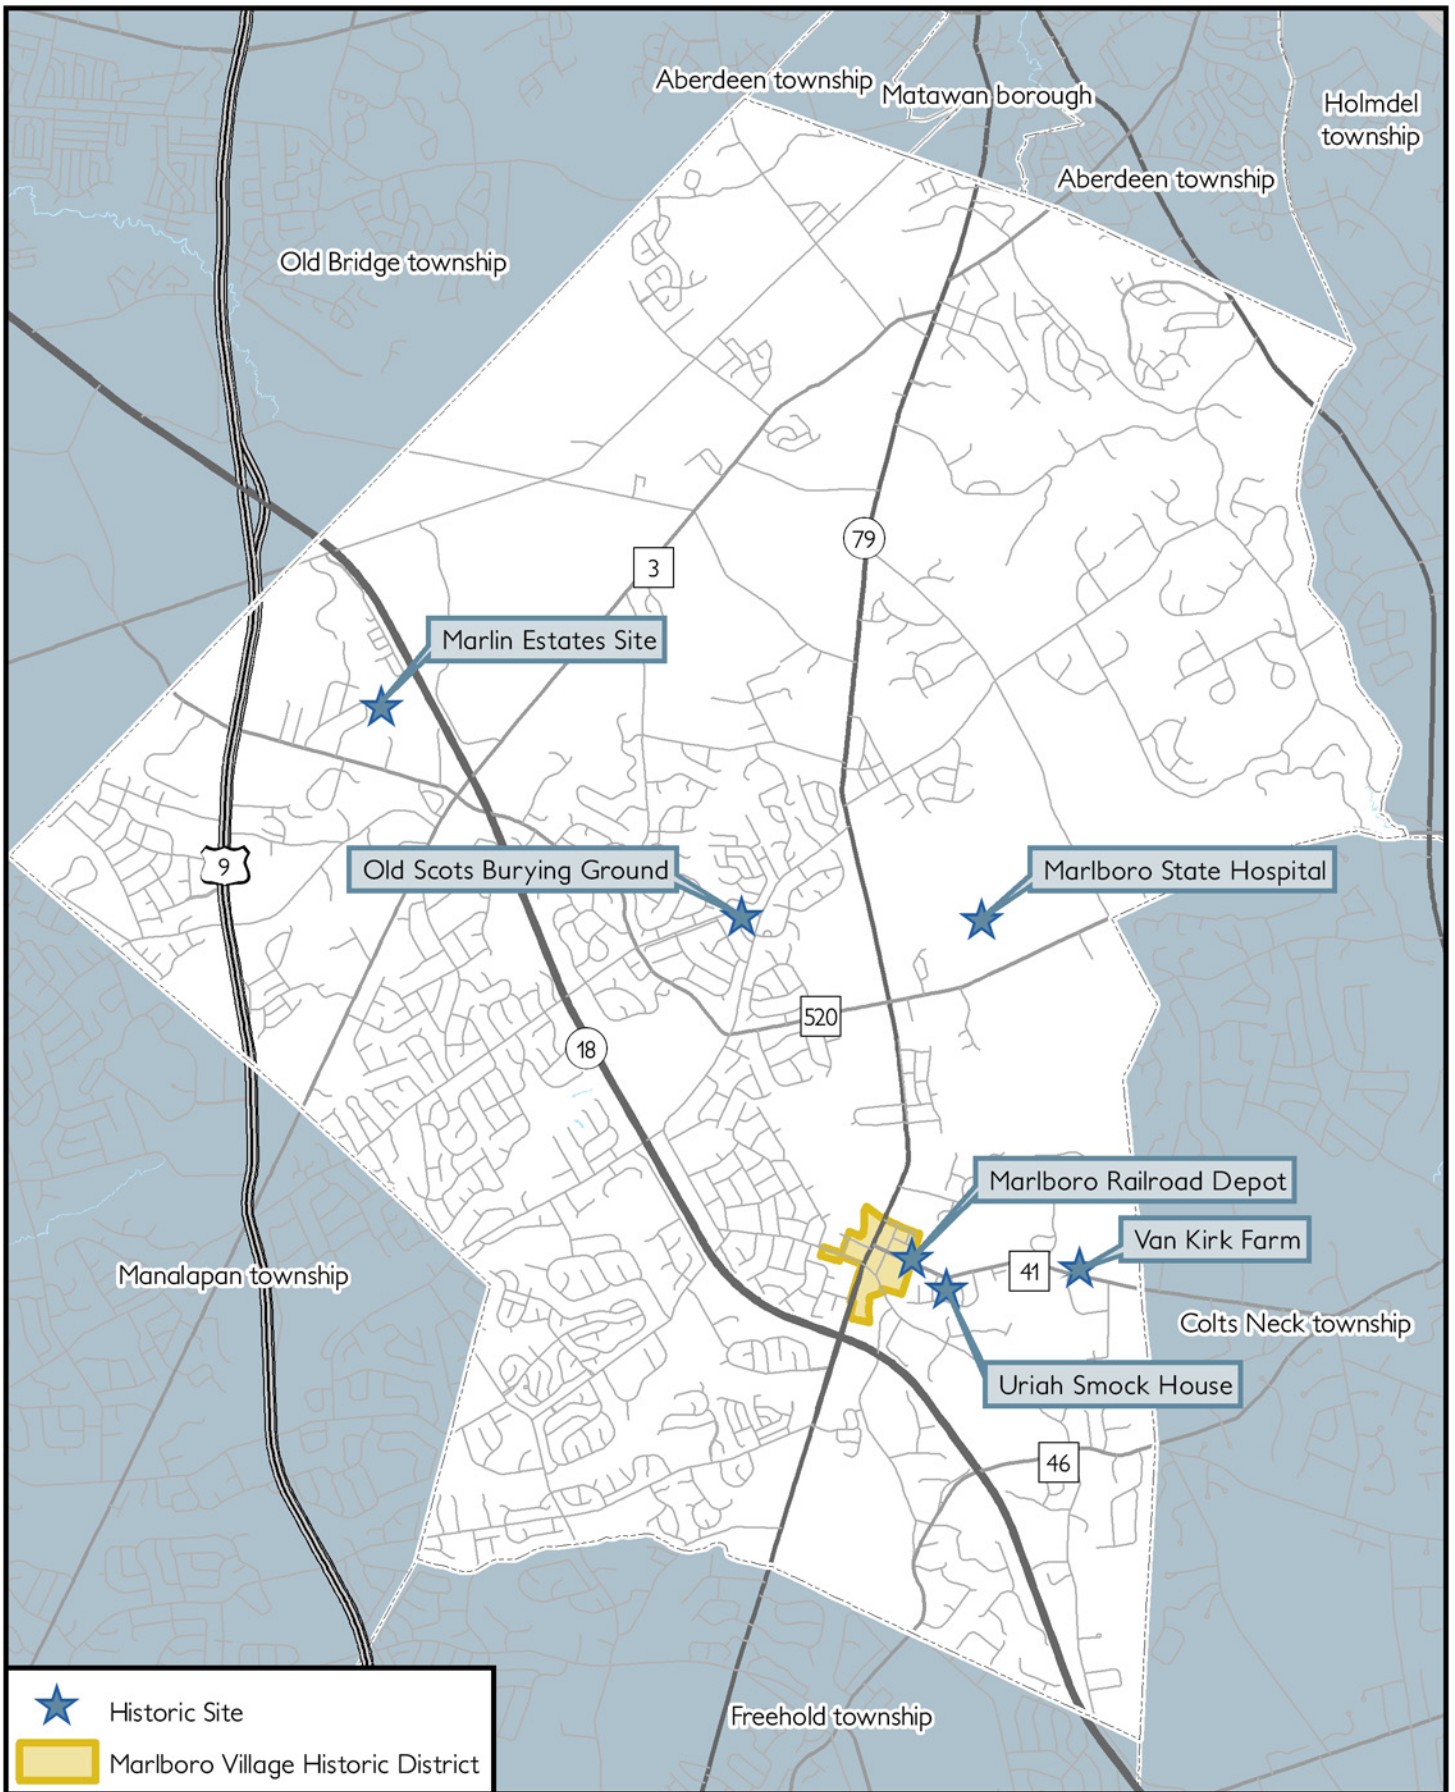 Aberdeen township
Matawan borough
Holmdel
township
Aberdeen township
Old Bridge township
79
3
Marlin Estates Site
9
Old Scots Burying Ground
Marlboro State Hospital
520
18
Marlboro Railroad Depot
Van Kirk Farm
41
Manalapan township
Colts Neck township
Uriah Smock House
46
Historic Site
Freehold township
Marlboro Village Historic District